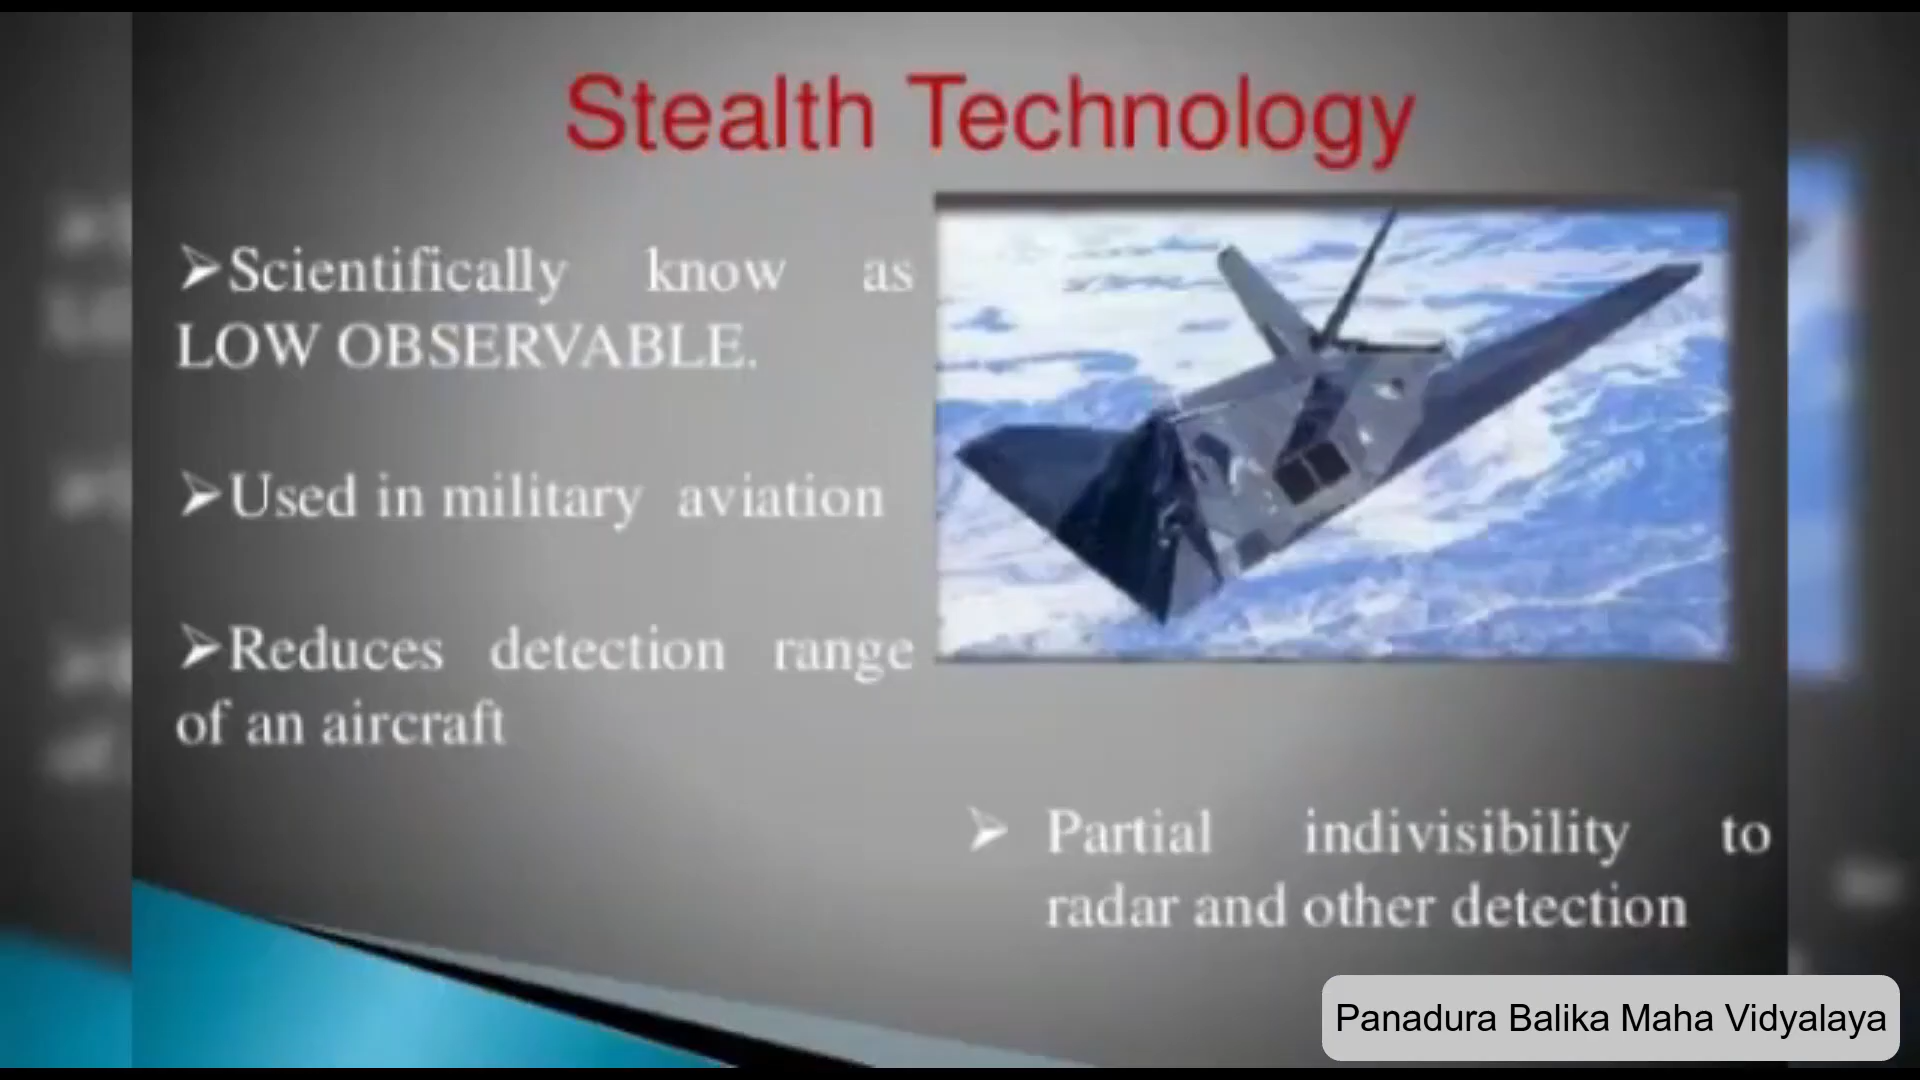 Stealth Technology
➢Scientifically know as
LOW OBSERVABLE.
➢Used in military aviation
➢Reduces detection range
of an aircraft
➢ Partial indivisibility to
radar and other detection
Panadura Balika Maha Vidyalaya